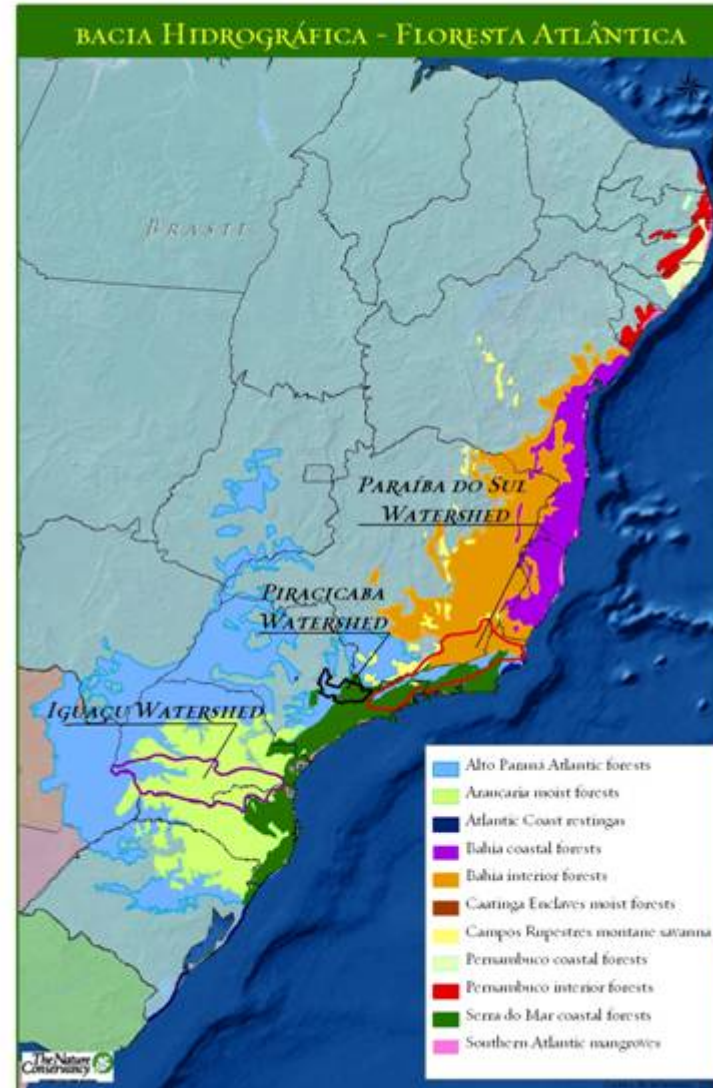 BACIA HIDROGRÁFICA - FLORESTA ATLÂNTICA
BRASIL
PARAÍBA DO SUL
WATERSHED
PIRACICABA
WATERSHED
IGUAÇU WATERSHED
Alto Paraná Atlantic forests
Araucaria moist forests
Atlantic Coast restingas
Bahia coastal forests
Bahia interior forests
Caatinga Enclaves moist forests
Campos Rupestres montane savanna
Pernambuco coastal forests
Pernambuco interior forests
Serra do Mar coastal forests
Southern Atlantic mangroves
The Nature
Conservancy